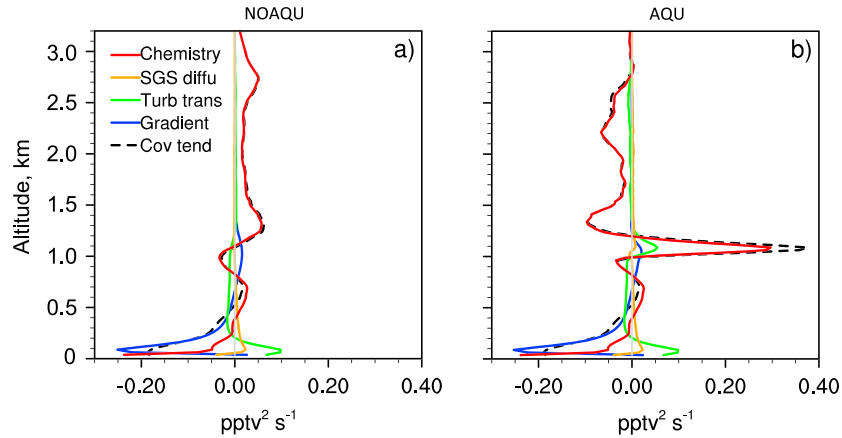 NOAQU
AQU
a)
b)
Chemistry
SGS diffu
Turb trans
Gradient
Cov tend
Altitude, km
3.0
2.5
2.0
1.5
1.0
0.5
0
-0.20 0.00 0.20 0.40
-0.20 0.00 0.20 0.40
pptv² s⁻¹
pptv² s⁻¹